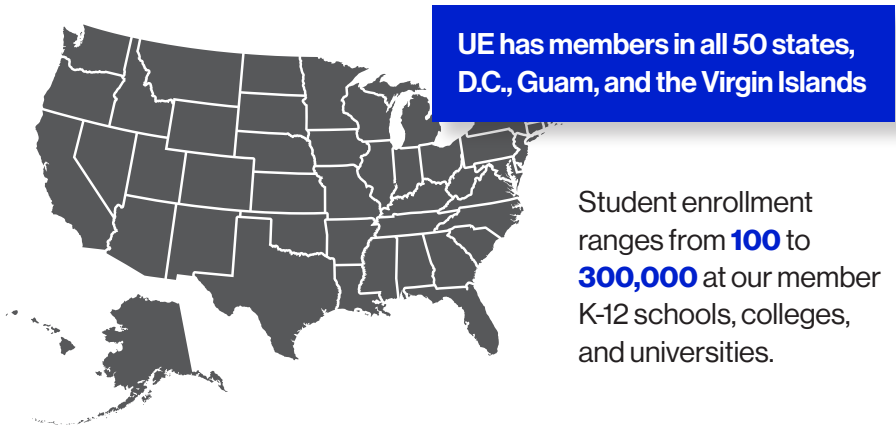 UE has members in all 50 states,
D.C., Guam, and the Virgin Islands
Student enrollment
ranges from 100 to
300,000 at our member
K-12 schools, colleges,
and universities.